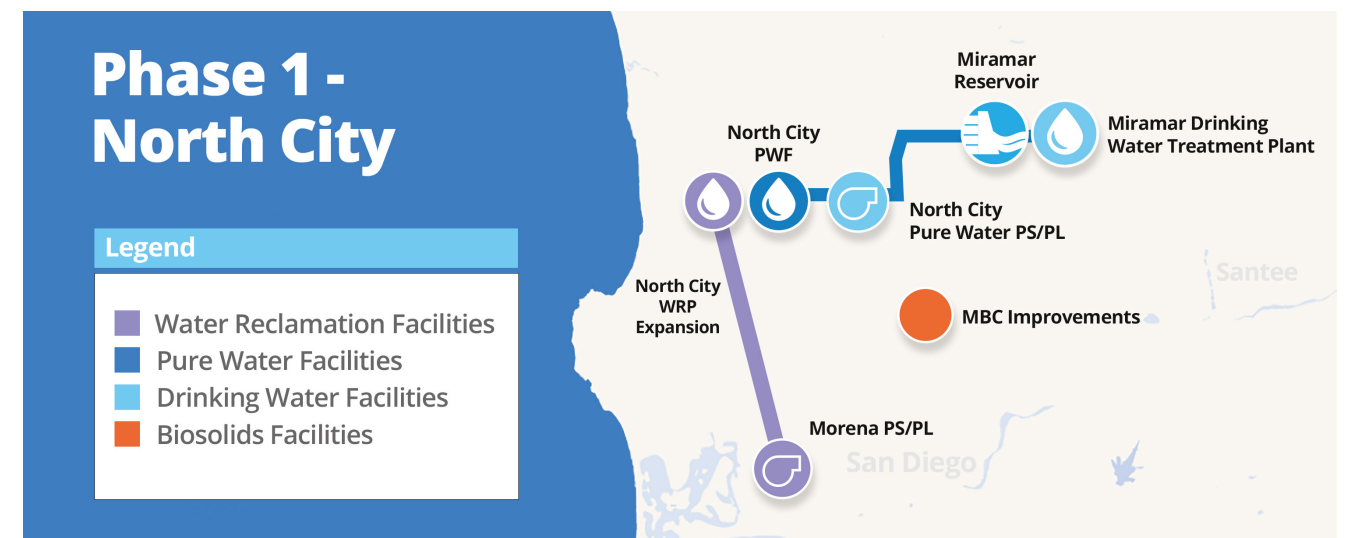 Phase 1 -
North City
Legend
Water Reclamation Facilities
Pure Water Facilities
Drinking Water Facilities
Biosolids Facilities
Miramar
Reservoir
Miramar Drinking
Water Treatment Plant
North City
PWF
North City
Pure Water PS/PL
Santee
North City
WRP
Expansion
MBC Improvements
Morena PS/PL
San Diego